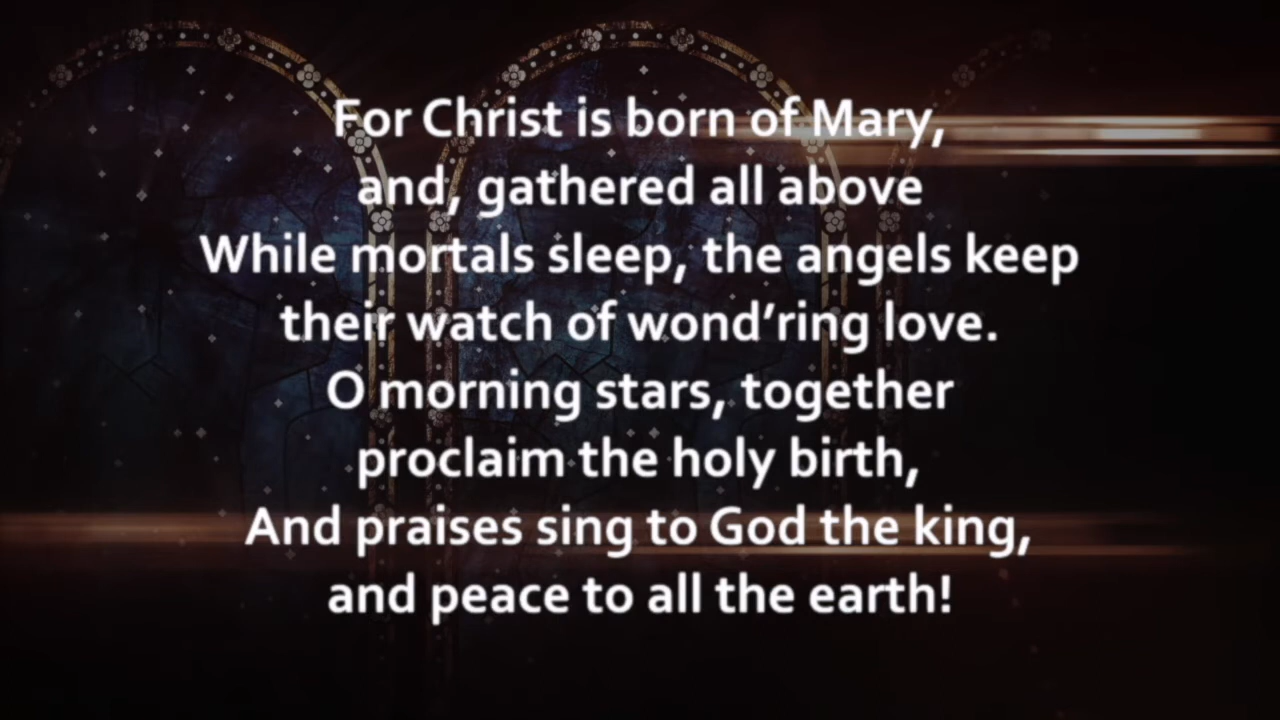 For Christ is born of Mary,
and, gathered all above
While mortals sleep, the angels keep
their watch of wond’ring love.
O morning stars, together
proclaim the holy birth,
And praises sing to God the king,
and peace to all the earth!